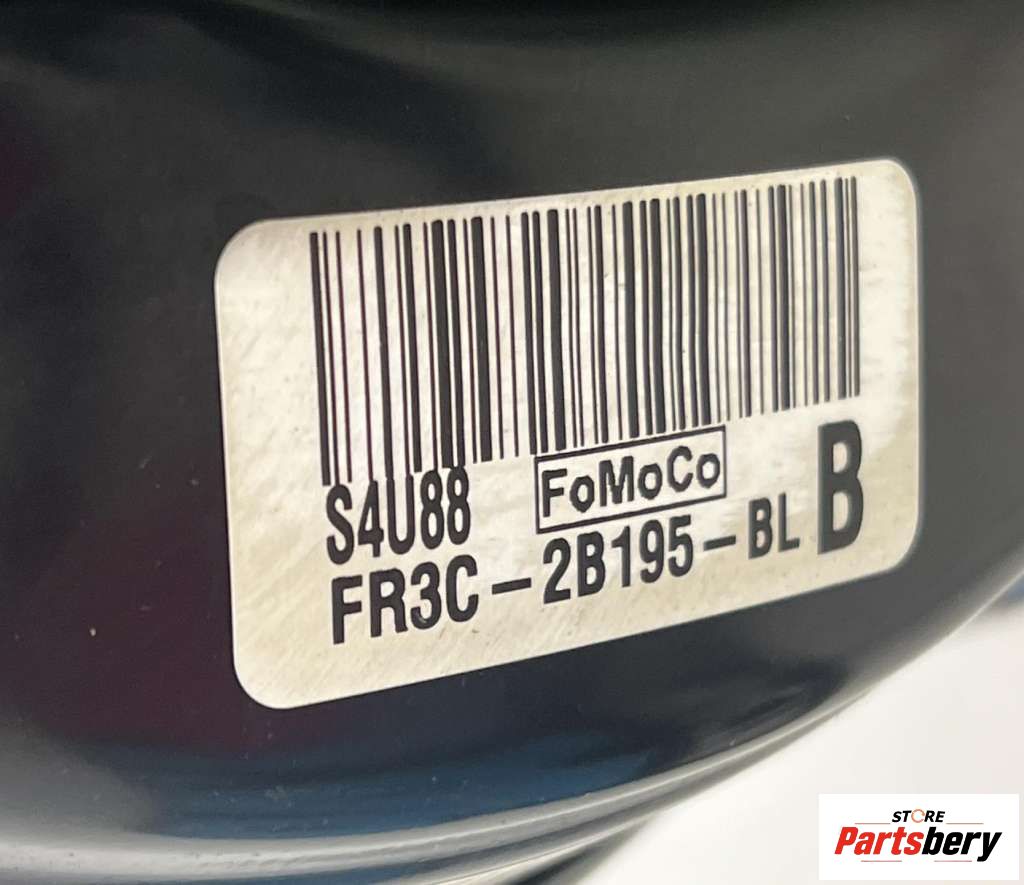 S4U88 FoMoCo
FR3C-2B195-BL B
STORE
Partsbery